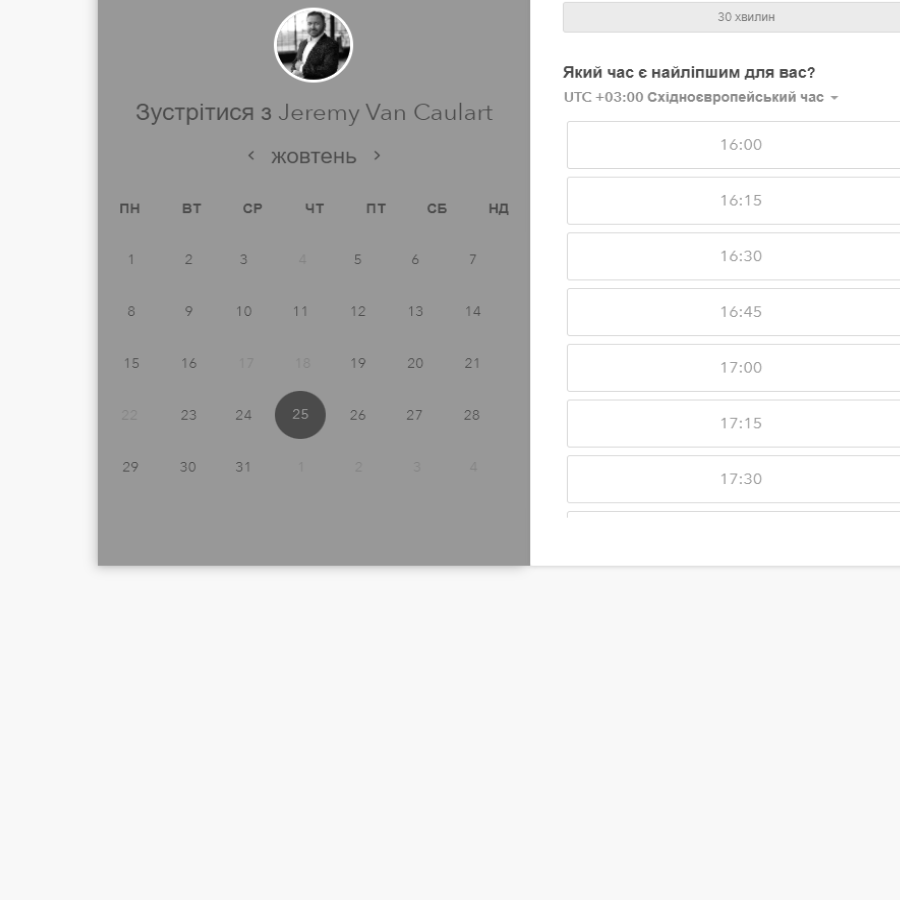 Зустрітися з Jeremy Van Caulart
жовтень
ПН ВТ СР ЧТ ПТ СБ НД
1 2 3 4 5 6 7
8 9 10 11 12 13 14
15 16 17 18 19 20 21
22 23 24 25 26 27 28
29 30 31 1 2 3 4
30 хвилин
Який час є найліпшим для вас?
UTC +03:00 Східноєвропейський час
16:00
16:15
16:30
16:45
17:00
17:15
17:30